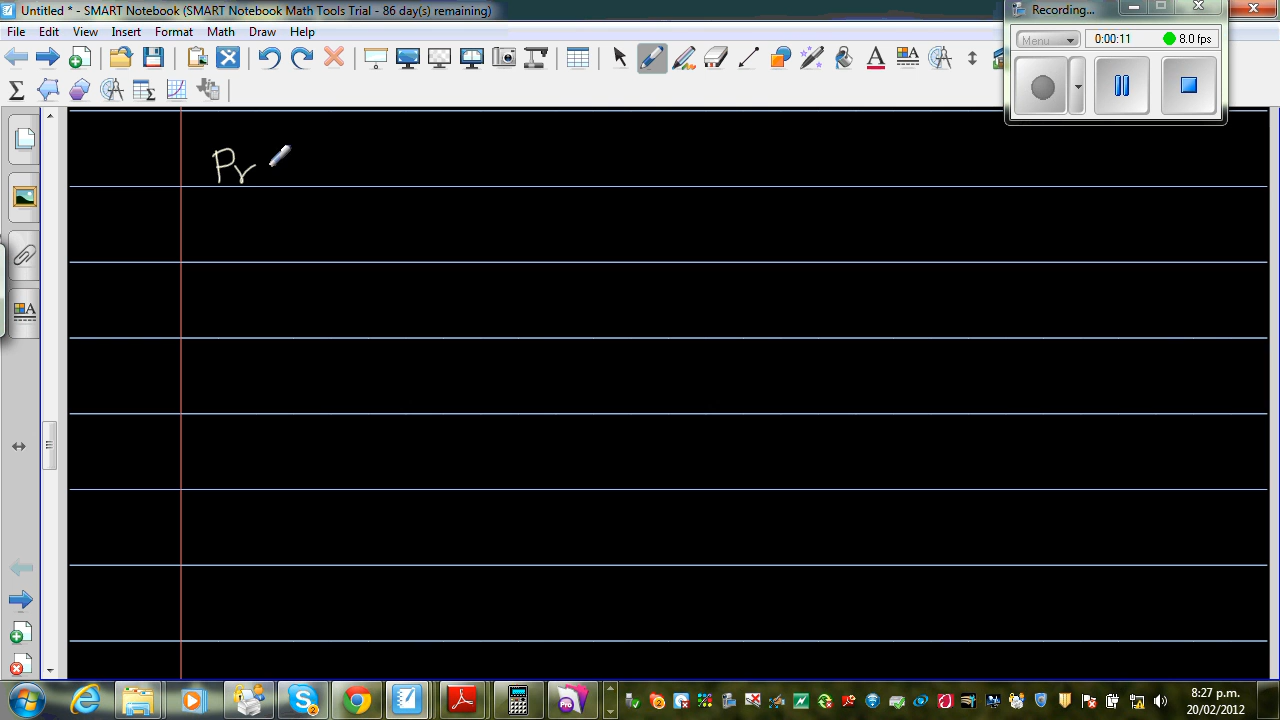 Untitled * - SMART Notebook (SMART Notebook Math Tools Trial - 86 day(s) remaining)
Recording...
File Edit View Insert Format Math Draw Help
Menu 0:00:11 8.0 fps
Pr
8:27 p.m.
20/02/2012